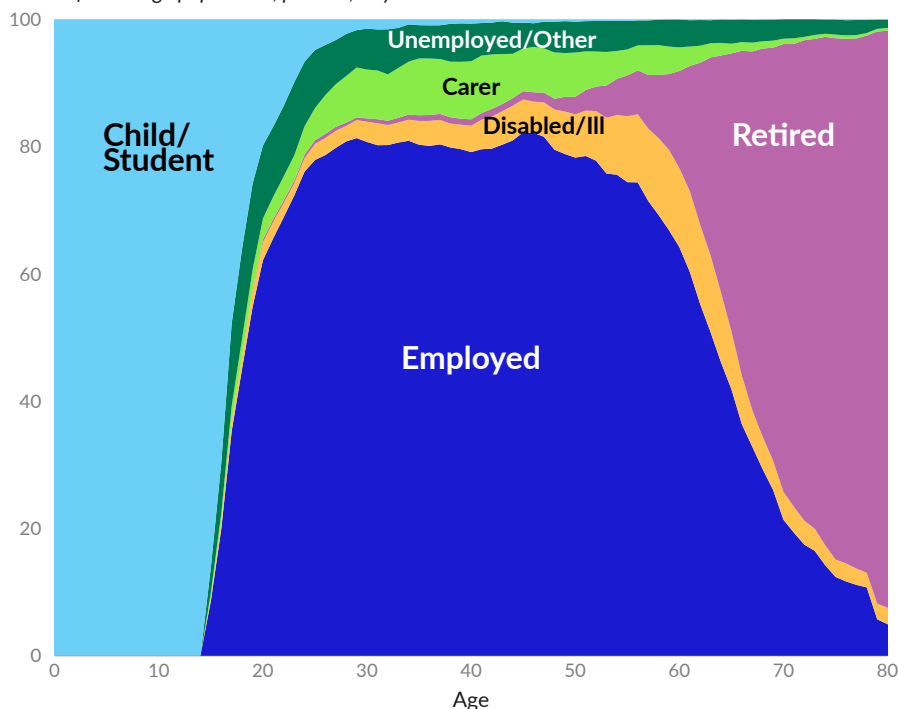 100
Unemployed/Other
Carer
Child/
Student
Disabled/Ill
Retired
80
60
Employed
40
20
0
0 10 20 30 40 50 60 70 80
Age